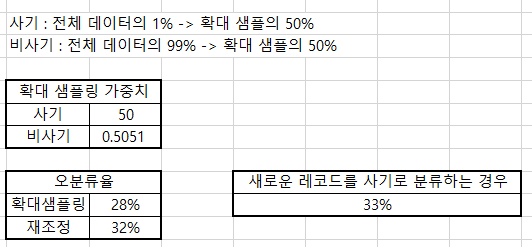 사기 : 전체 데이터의 1% -> 확대 샘플의 50%
비사기 : 전체 데이터의 99% -> 확대 샘플의 50%
확대 샘플링 가중치
사기 50
비사기 0.5051
오분류율
확대샘플링 28%
재조정 32%
새로운 레코드를 사기로 분류하는 경우
33%